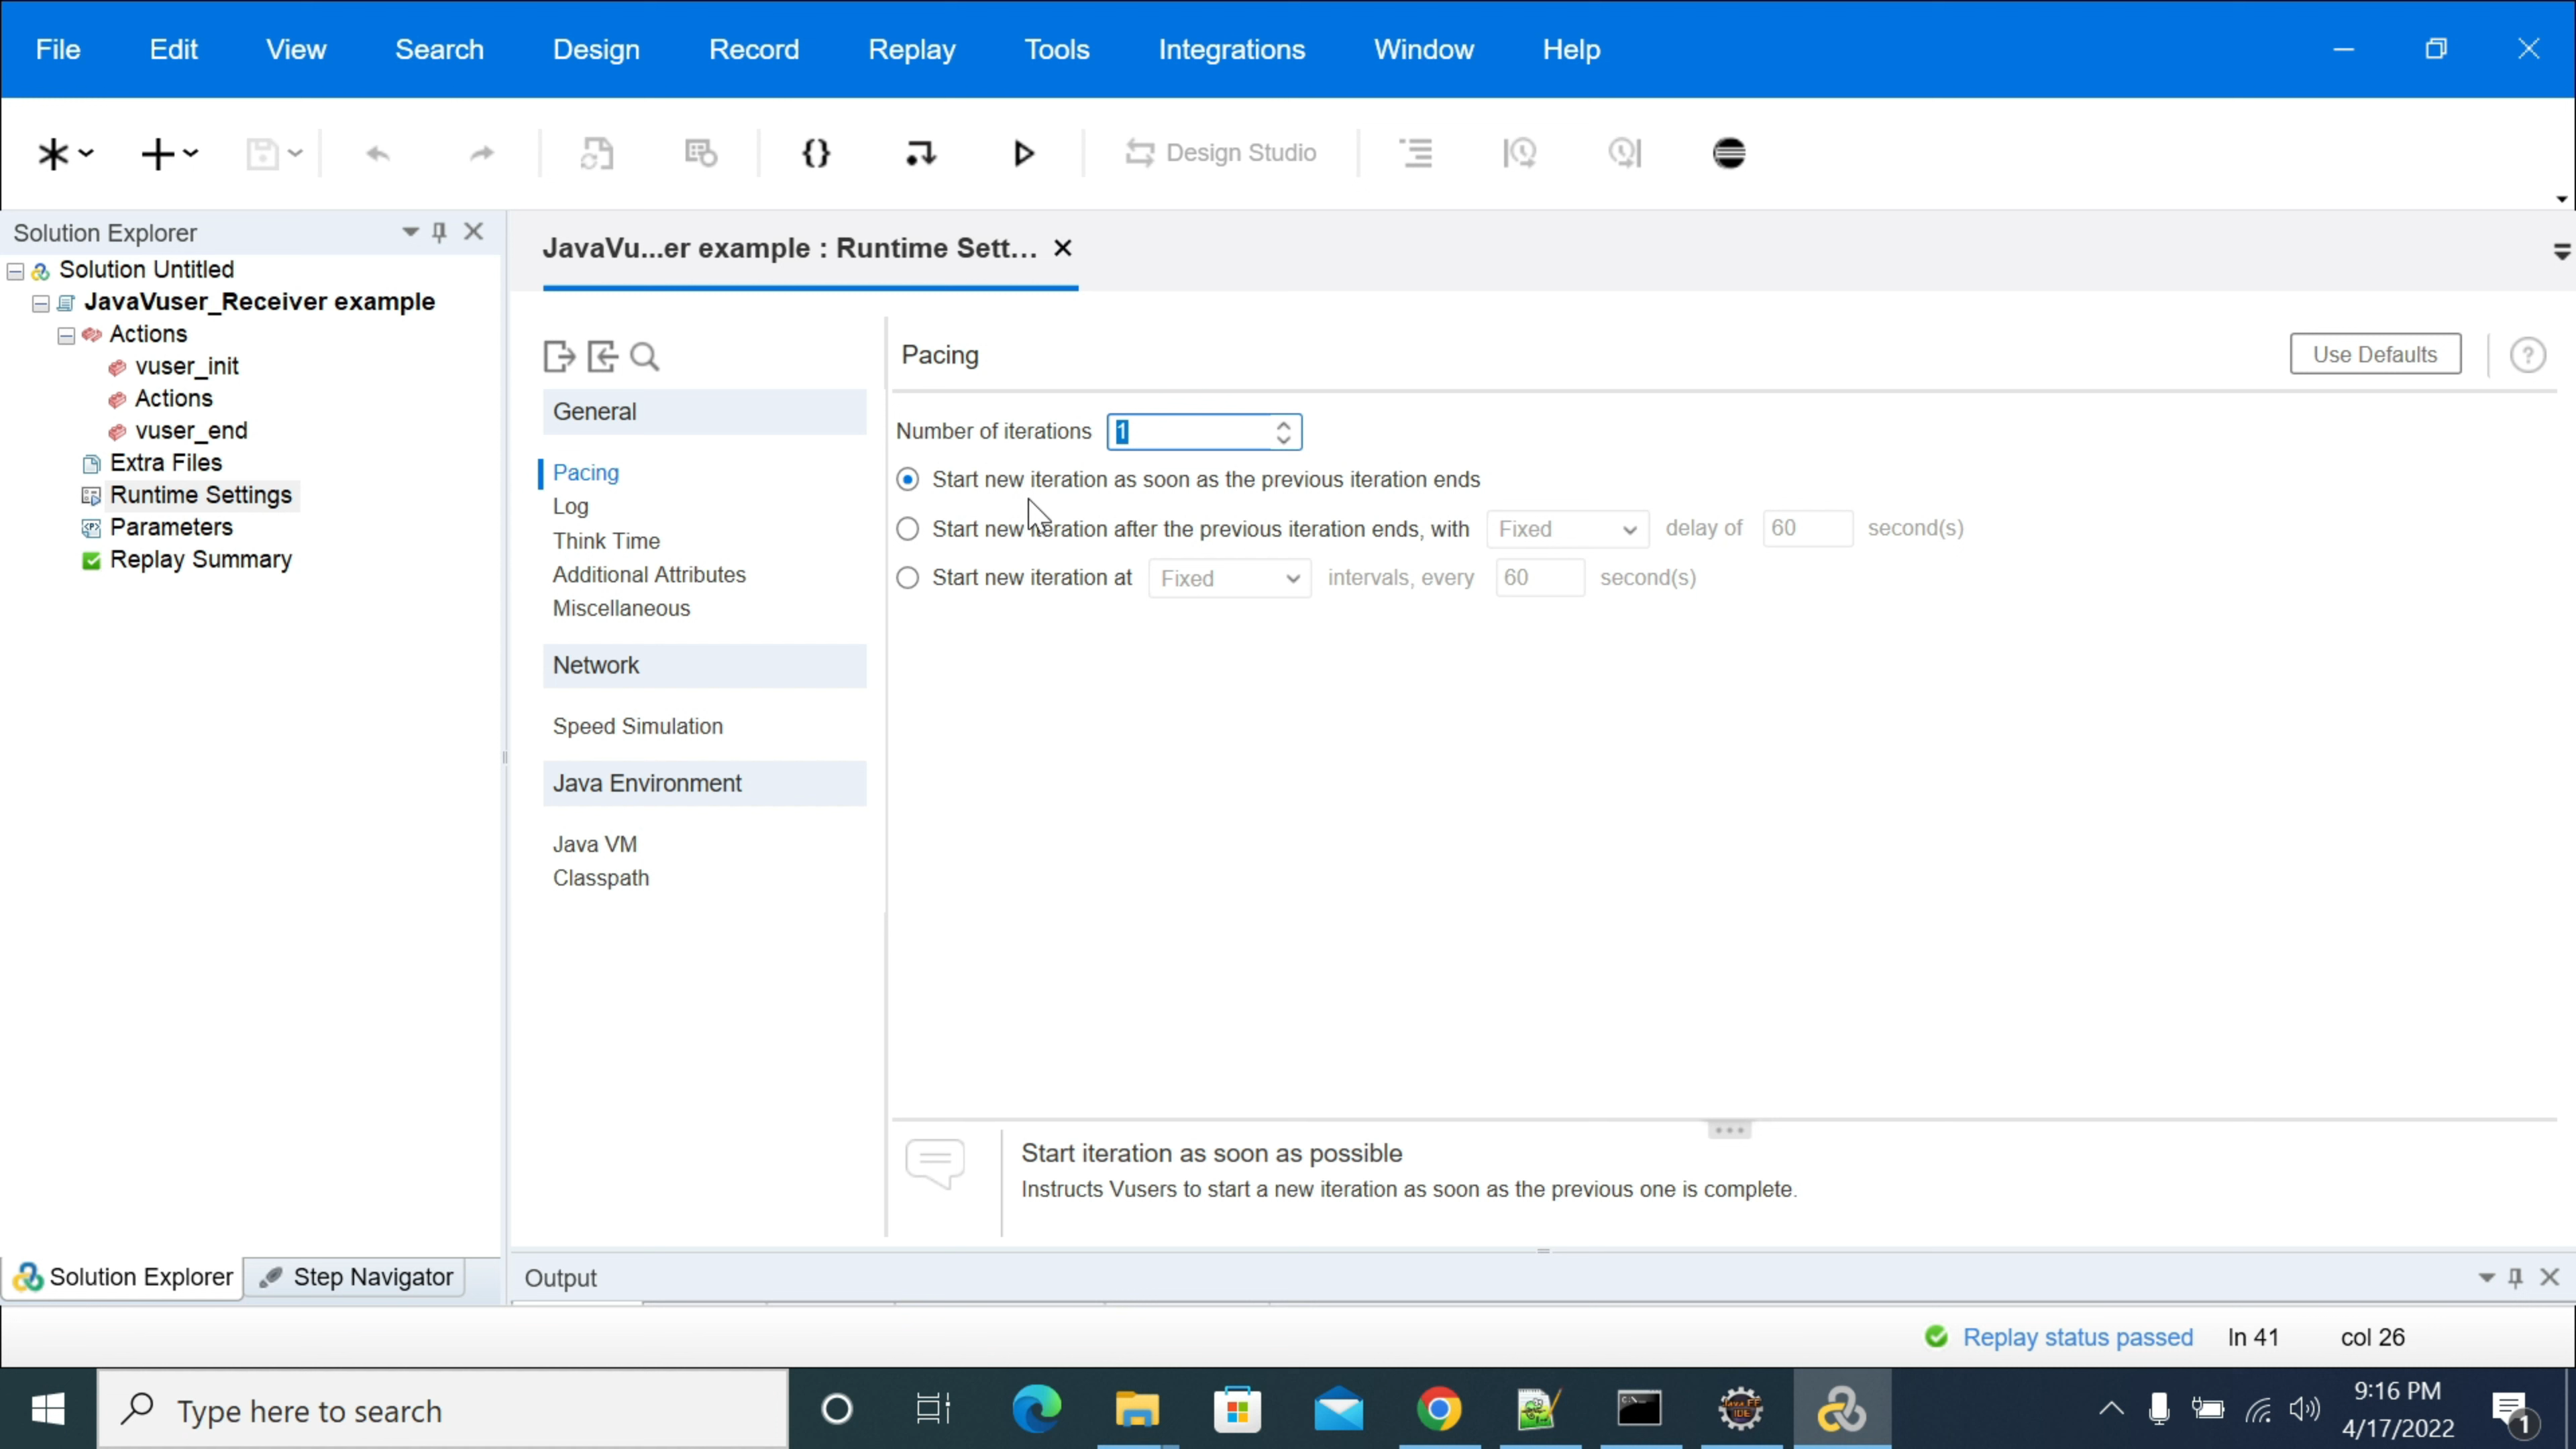 File Edit View Search Design Record Replay Tools Integrations Window Help
{} Design Studio
Solution Explorer
Solution Untitled
JavaVuser_Receiver example
Actions
vuser_init
Actions
vuser_end
Extra Files
Runtime Settings
Parameters
Replay Summary
JavaVu...er example : Runtime Sett...
General
Pacing
Log
Think Time
Additional Attributes
Miscellaneous
Network
Speed Simulation
Java Environment
Java VM
Classpath
Pacing
Use Defaults
Number of iterations 1
Start new iteration as soon as the previous iteration ends
Start new iteration after the previous iteration ends, with Fixed delay of 60 second(s)
Start new iteration at Fixed intervals, every 60 second(s)
Start iteration as soon as possible
Instructs Vusers to start a new iteration as soon as the previous one is complete.
Solution Explorer Step Navigator Output
Replay status passed ln 41 col 26
Type here to search
Java EE
IDE
9:16 PM
4/17/2022
1